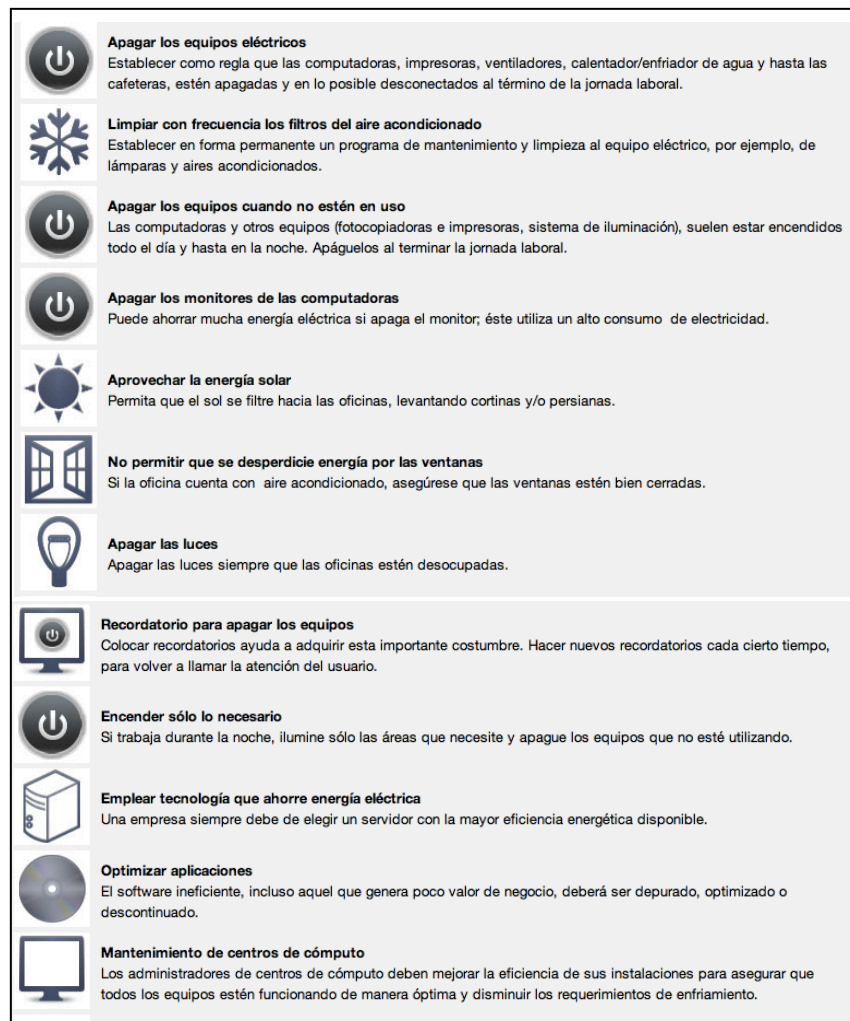 Apagar los equipos eléctricos
Establecer como regla que las computadoras, impresoras, ventiladores, calentador/enfriador de agua y hasta las
cafeteras, estén apagadas y en lo posible desconectados al término de la jornada laboral.
Limpiar con frecuencia los filtros del aire acondicionado
Establecer en forma permanente un programa de mantenimiento y limpieza al equipo eléctrico, por ejemplo, de
lámparas y aires acondicionados.
Apagar los equipos cuando no estén en uso
Las computadoras y otros equipos (fotocopiadoras e impresoras, sistema de iluminación), suelen estar encendidos
todo el día y hasta en la noche. Apáguelos al terminar la jornada laboral.
Apagar los monitores de las computadoras
Puede ahorrar mucha energía eléctrica si apaga el monitor; éste utiliza un alto consumo de electricidad.
Aprovechar la energía solar
Permita que el sol se filtre hacia las oficinas, levantando cortinas y/o persianas.
No permitir que se desperdicie energía por las ventanas
Si la oficina cuenta con aire acondicionado, asegúrese que las ventanas estén bien cerradas.
Apagar las luces
Apagar las luces siempre que las oficinas estén desocupadas.
Recordatorio para apagar los equipos
Colocar recordatorios ayuda a adquirir esta importante costumbre. Hacer nuevos recordatorios cada cierto tiempo,
para volver a llamar la atención del usuario.
Encender sólo lo necesario
Si trabaja durante la noche, ilumine sólo las áreas que necesite y apague los equipos que no esté utilizando.
Emplear tecnología que ahorre energía eléctrica
Una empresa siempre debe de elegir un servidor con la mayor eficiencia energética disponible.
Optimizar aplicaciones
El software ineficiente, incluso aquel que genera poco valor de negocio, deberá ser depurado, optimizado o
descontinuado.
Mantenimiento de centros de cómputo
Los administradores de centros de cómputo deben mejorar la eficiencia de sus instalaciones para asegurar que
todos los equipos estén funcionando de manera óptima y disminuir los requerimientos de enfriamiento.